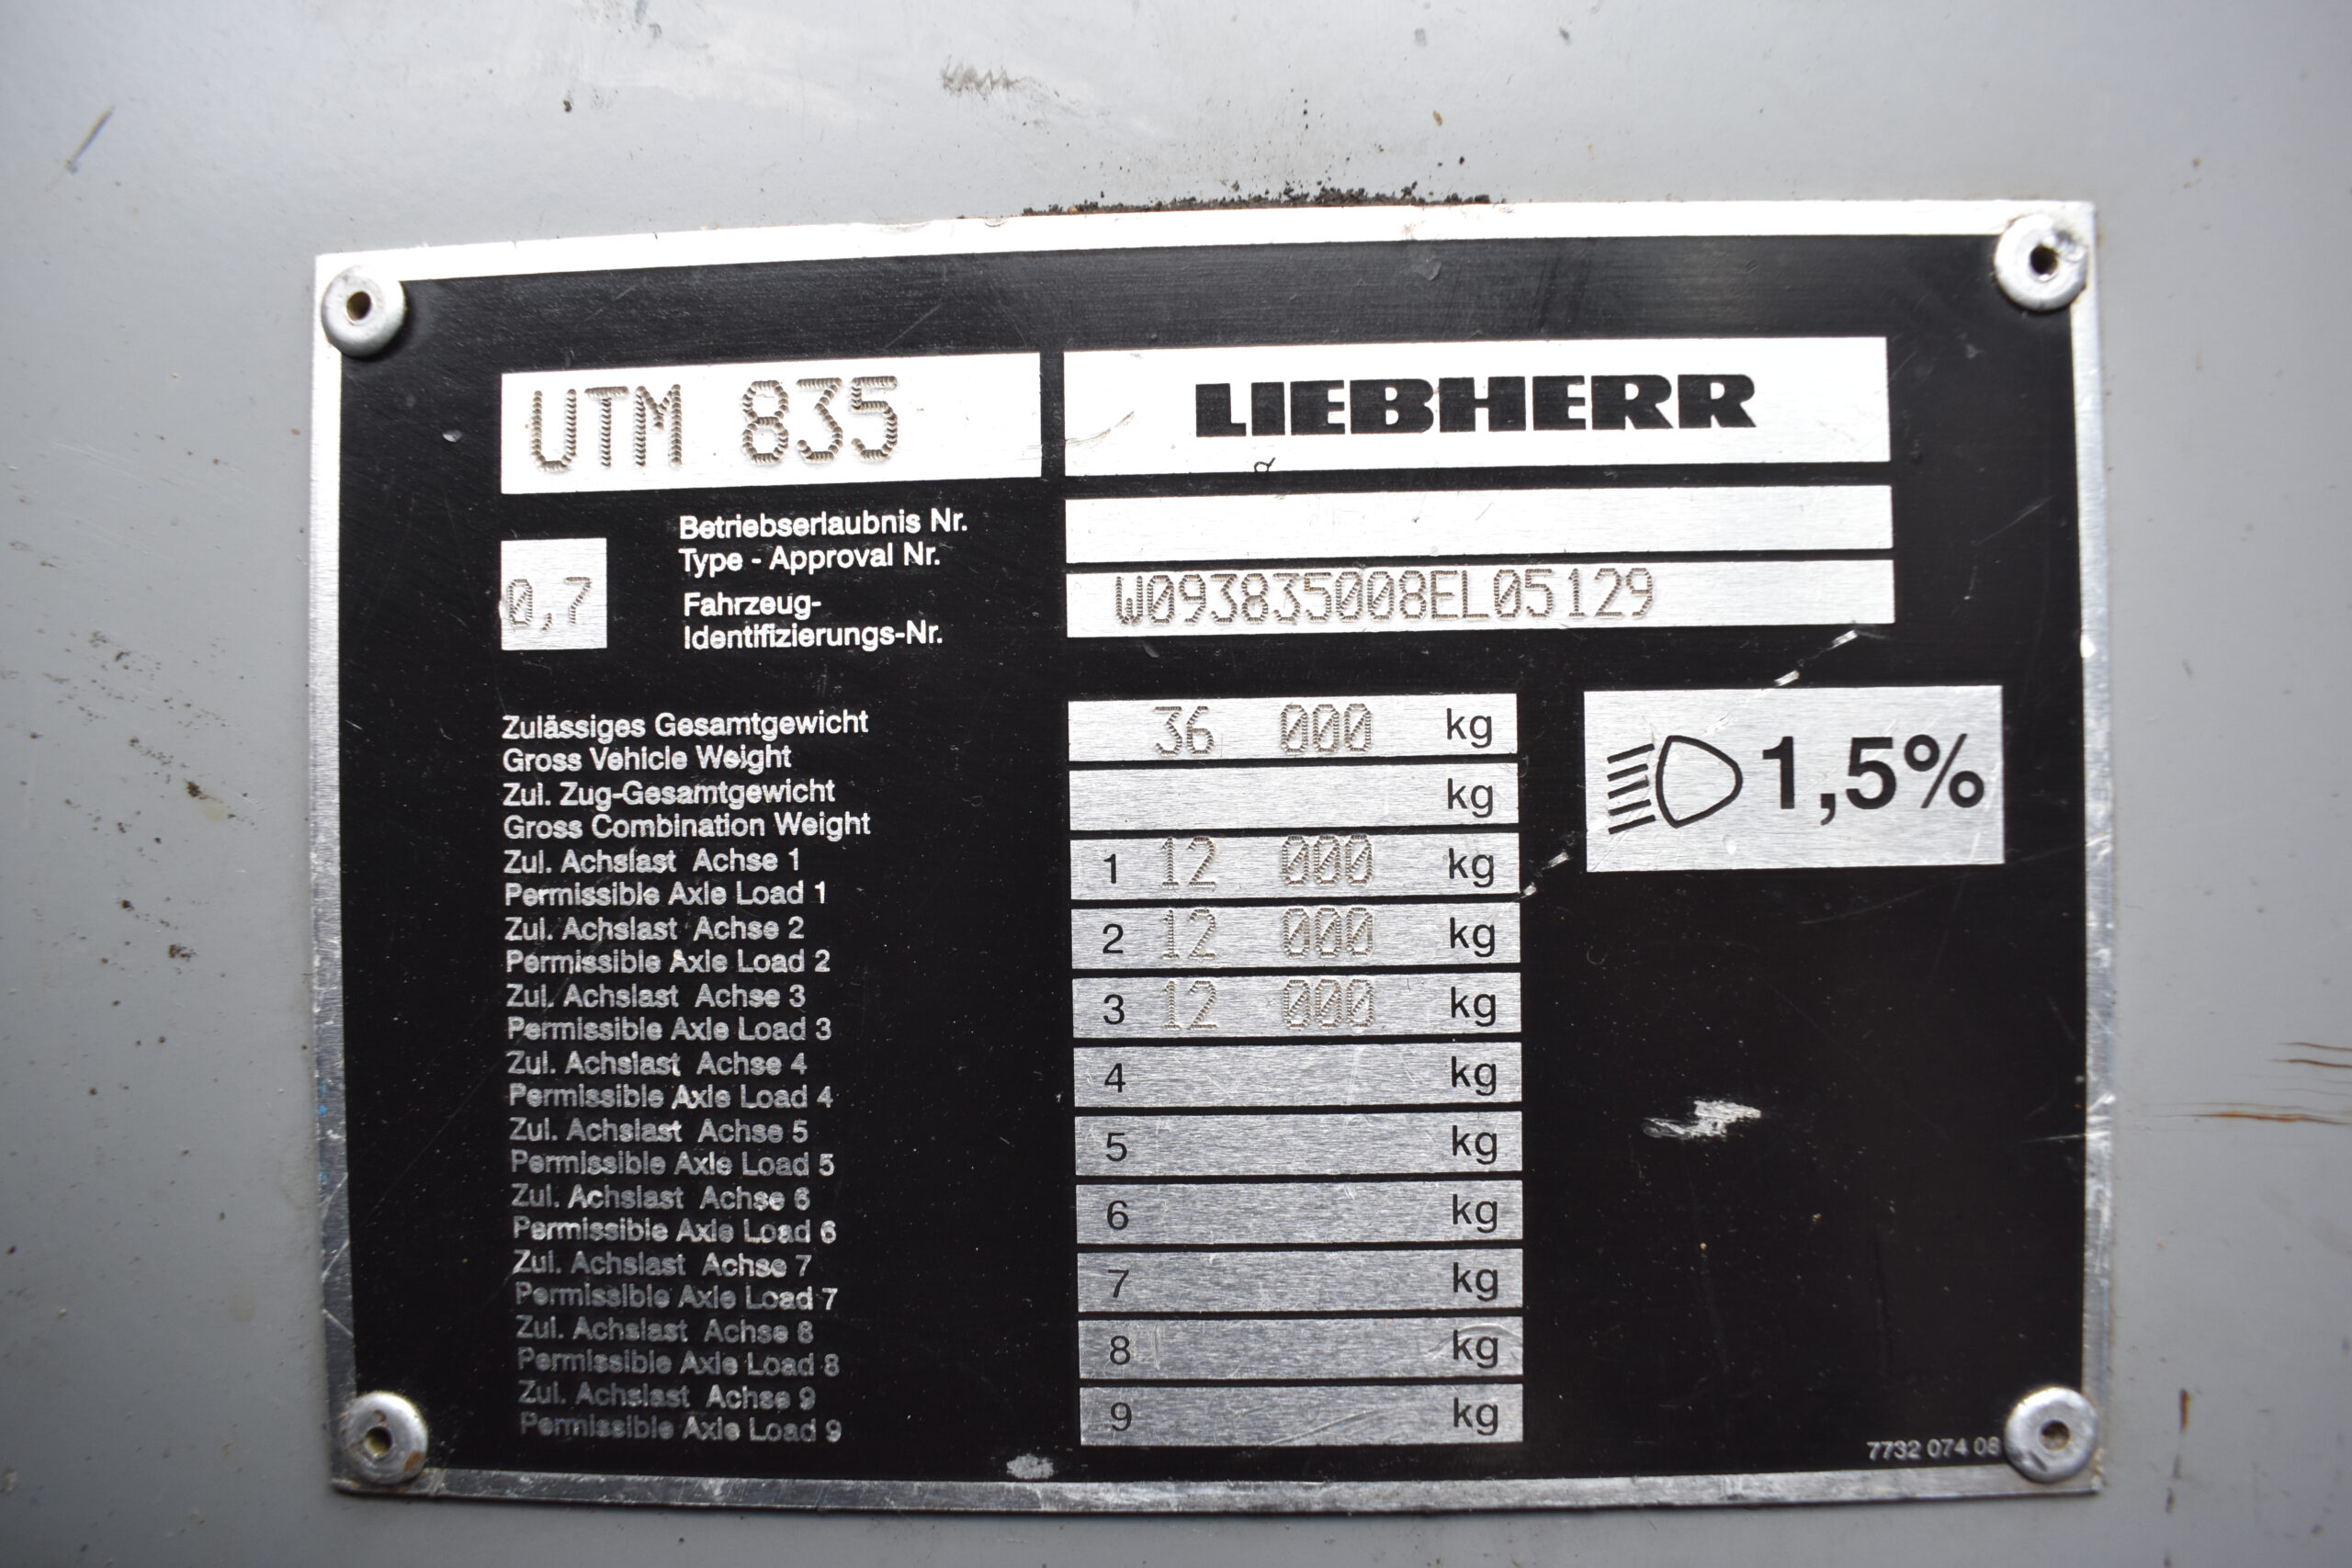 UTM 835
LIEBHERR
0,7
Betriebserlaubnis Nr.
Type - Approval Nr.
Fahrzeug-
Identifizierungs-Nr.
W093835008EL05129
Zulässiges Gesamtgewicht
Gross Vehicle Weight
36 000 kg
1,5%
Zul. Zug-Gesamtgewicht
Gross Combination Weight
kg
Zul. Achslast Achse 1
Permissible Axle Load 1
1 12 000 kg
Zul. Achslast Achse 2
Permissible Axle Load 2
2 12 000 kg
Zul. Achslast Achse 3
Permissible Axle Load 3
3 12 000 kg
Zul. Achslast Achse 4
Permissible Axle Load 4
4 kg
Zul. Achslast Achse 5
Permissible Axle Load 5
5 kg
Zul. Achslast Achse 6
Permissible Axle Load 6
6 kg
Zul. Achslast Achse 7
Permissible Axle Load 7
7 kg
Zul. Achslast Achse 8
Permissible Axle Load 8
8 kg
Zul. Achslast Achse 9
Permissible Axle Load 9
9 kg
7732 074 08